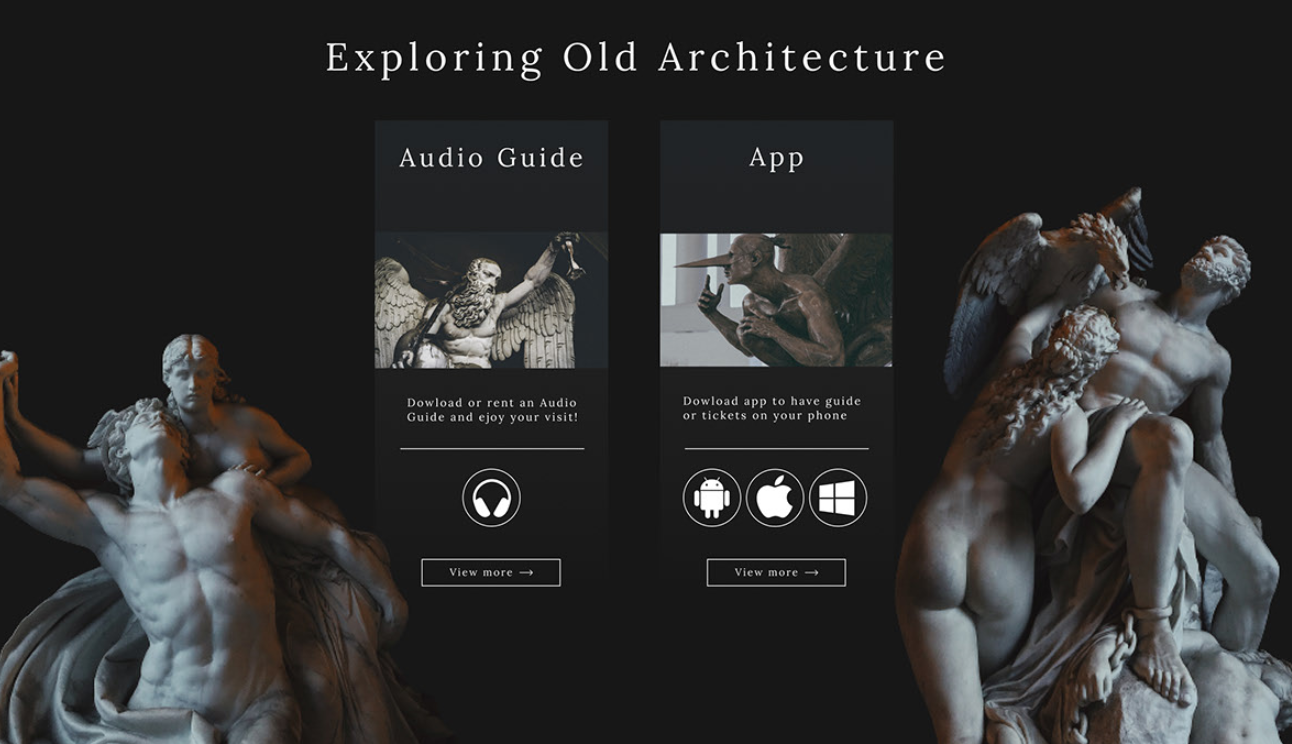 Exploring Old Architecture
Audio Guide
Dowload or rent an Audio
Guide and ejoy your visit!
View more →
App
Dowload app to have guide
or tickets on your phone
View more →